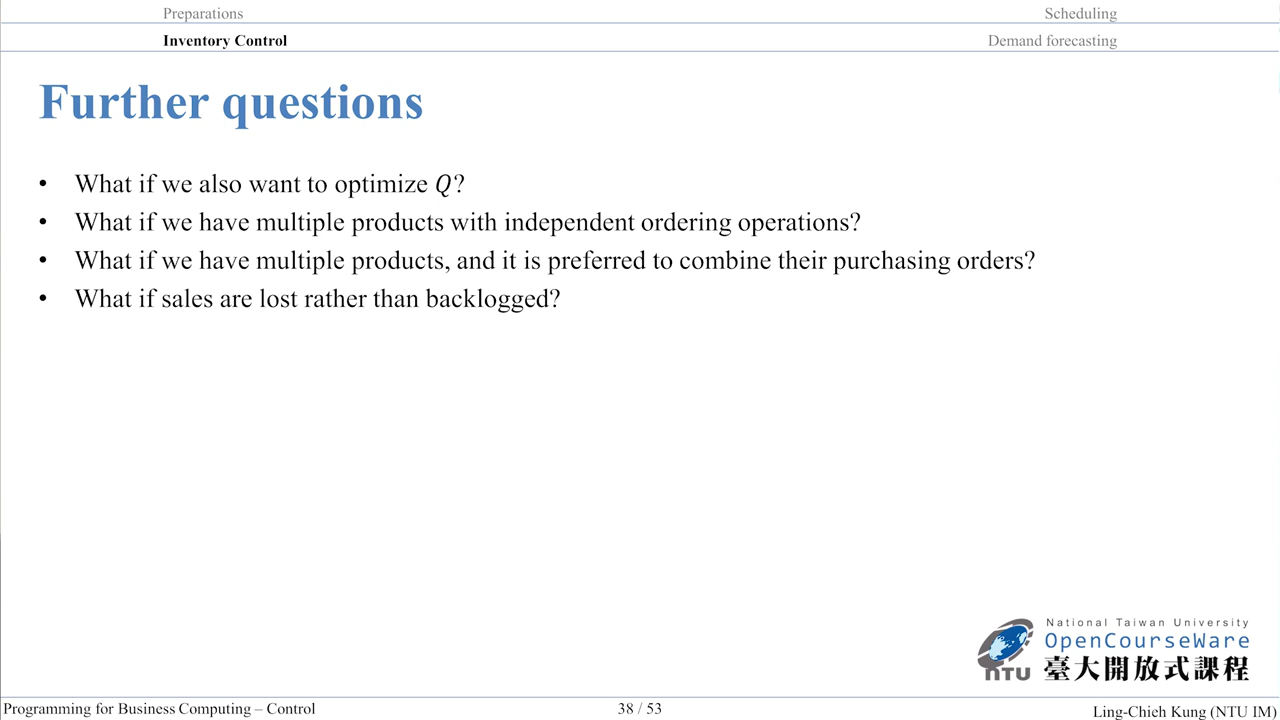 Preparations
Scheduling
Inventory Control
Demand forecasting
Further questions
• What if we also want to optimize Q?
• What if we have multiple products with independent ordering operations?
• What if we have multiple products, and it is preferred to combine their purchasing orders?
• What if sales are lost rather than backlogged?
National Taiwan University
OpenCourseWare
臺大開放式課程
NTU
Programming for Business Computing – Control
38 / 53
Ling-Chieh Kung (NTU IM)